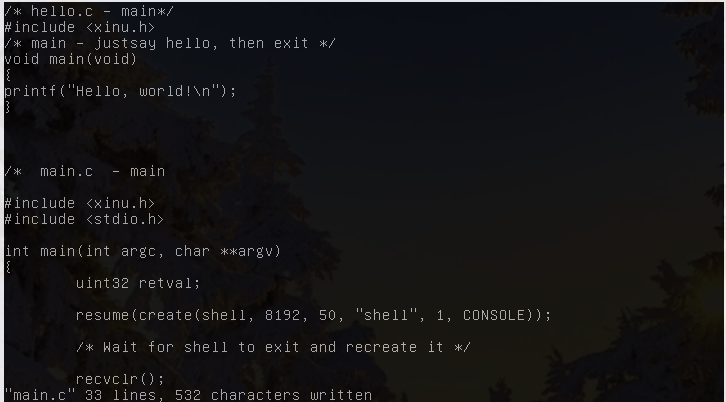 /* hello.c - main*/
#include <xinu.h>
/* main - justsay hello, then exit */
void main(void)
{
printf("Hello, world!\n");
}
/*  main.c  - main
#include <xinu.h>
#include <stdio.h>
int main(int argc, char **argv)
{
        uint32 retval;
        resume(create(shell, 8192, 50, "shell", 1, CONSOLE));
        /* Wait for shell to exit and recreate it */
        recvclr();
"main.c" 33 lines, 532 characters written